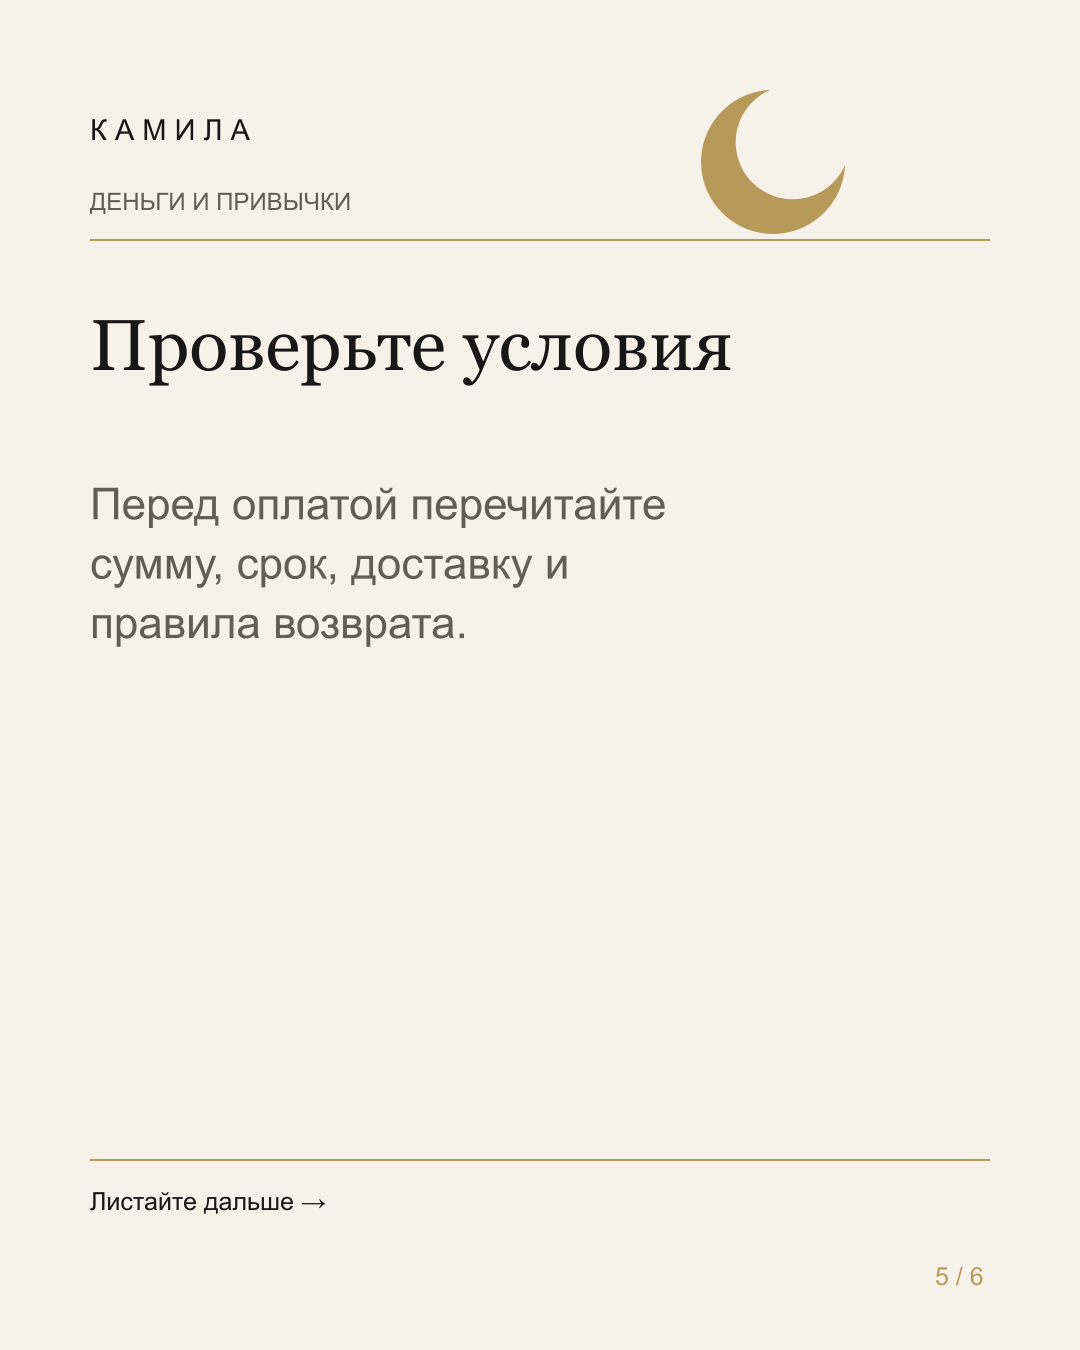 КАМИЛА
ДЕНЬГИ И ПРИВЫЧКИ
Проверьте условия
Перед оплатой перечитайте
сумму, срок, доставку и
правила возврата.
Листайте дальше →
5 / 6